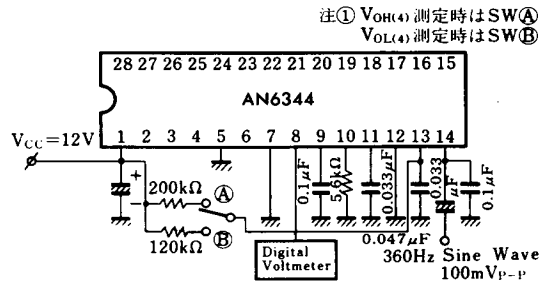 注① VOH(4) 測定時はSWⒶ
VOL(4) 測定時はSWⒷ
28 27 26 25 24 23 22 21 20 19 18 17 16 15
AN6344
VCC=12V
1 2 3 4 5 6 7 8 9 10 11 12 13 14
+
−
200kΩ
Ⓐ
120kΩ
Ⓑ
0.1μF
5.6kΩ
0.033μF
0.047μF
0.033
μF
0.1μF
Digital
Voltmeter
360Hz Sine Wave
100mVP-P